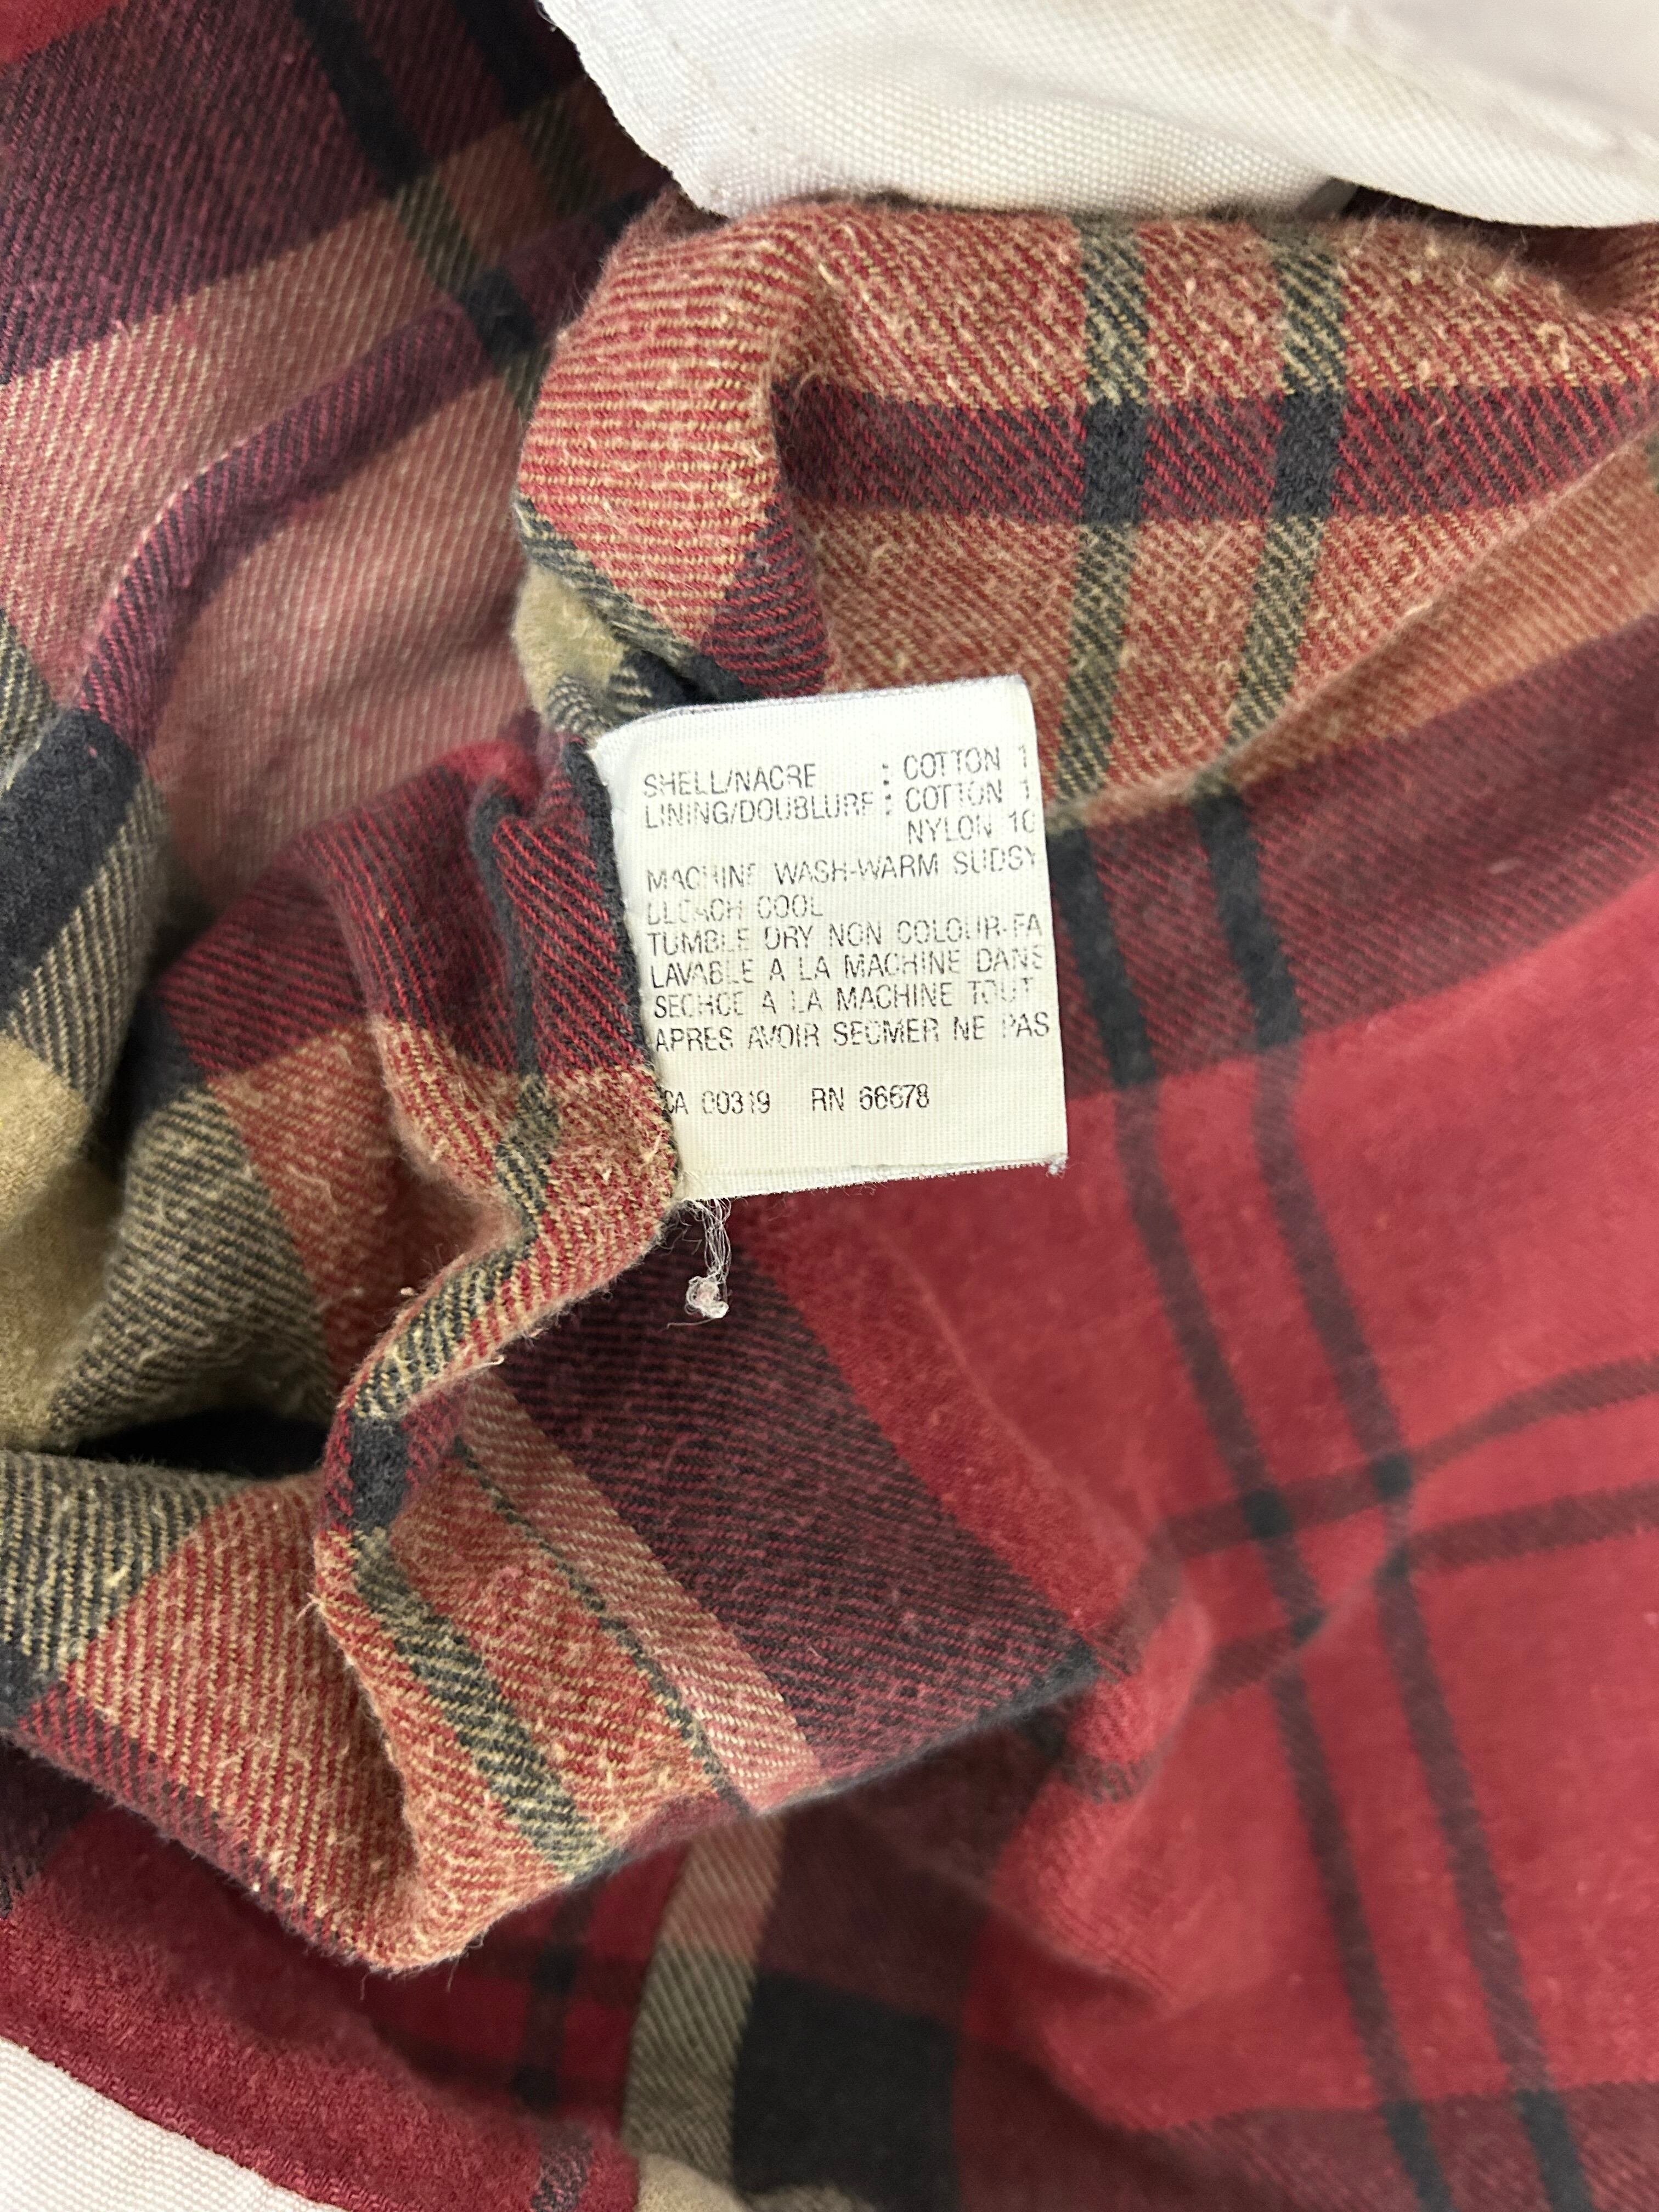 SHELL/NACRE : COTTON 1
LINING/DOUBLURE : COTTON 1
NYLON 10
MACHINE WASH-WARM SUDSY
BLEACH COOL
TUMBLE DRY NON COLOUR-FA
LAVABLE A LA MACHINE DANS
SECHCE A LA MACHINE TOUT
APRES AVOIR SECMER NE PAS
CA 00319 RN 66678